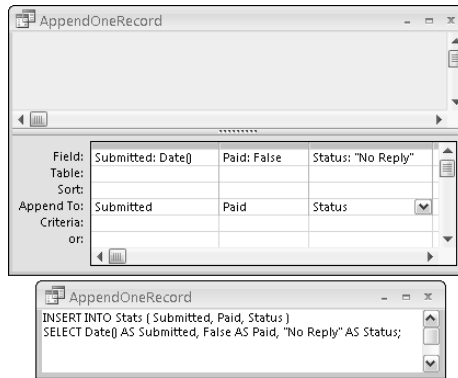 AppendOneRecord
Field: Submitted: Date() Paid: False Status: "No Reply"
Table:
Sort:
Append To: Submitted Paid Status
Criteria:
or:
AppendOneRecord
INSERT INTO Stats ( Submitted, Paid, Status )
SELECT Date() AS Submitted, False AS Paid, "No Reply" AS Status;